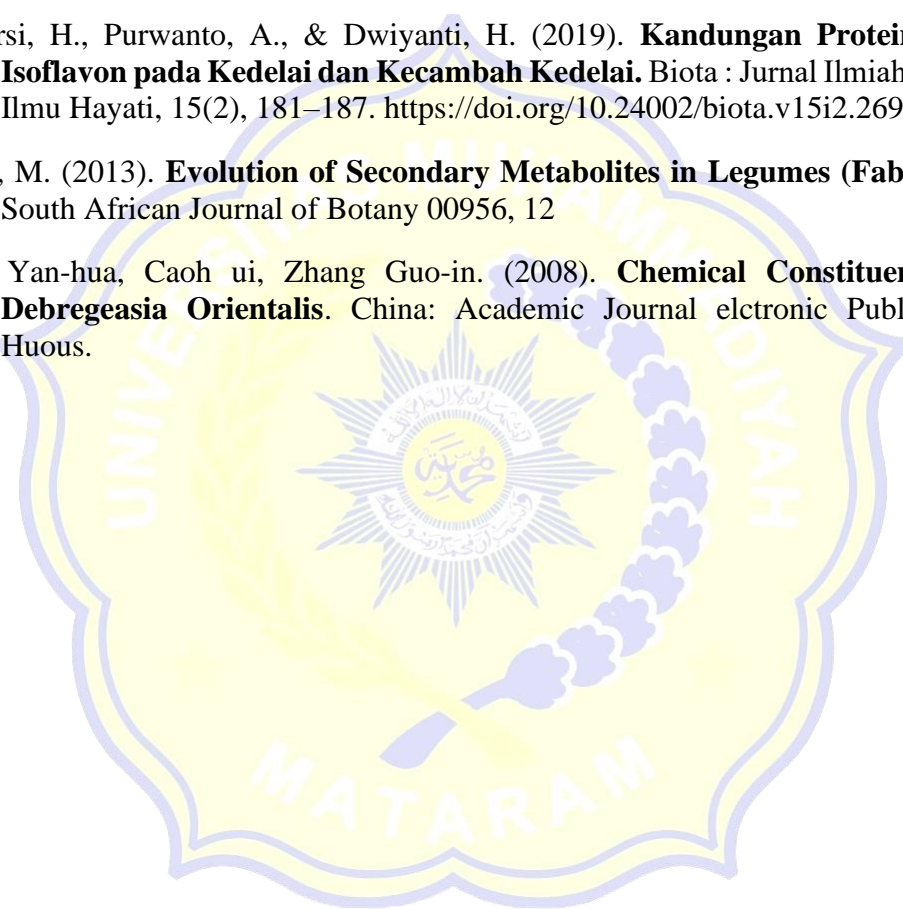 rsi, H., Purwanto, A., & Dwiyanti, H. (2019). Kandungan Protein
Isoflavon pada Kedelai dan Kecambah Kedelai. Biota : Jurnal Ilmiah
Ilmu Hayati, 15(2), 181–187. https://doi.org/10.24002/biota.v15i2.269
, M. (2013). Evolution of Secondary Metabolites in Legumes (Fab
South African Journal of Botany 00956, 12
Yan-hua, Caoh ui, Zhang Guo-in. (2008). Chemical Constituen
Debregeasia Orientalis. China: Academic Journal elctronic Publ
Huous.
UNIVERSITAS MUHAMMADIYAH
MATARAM